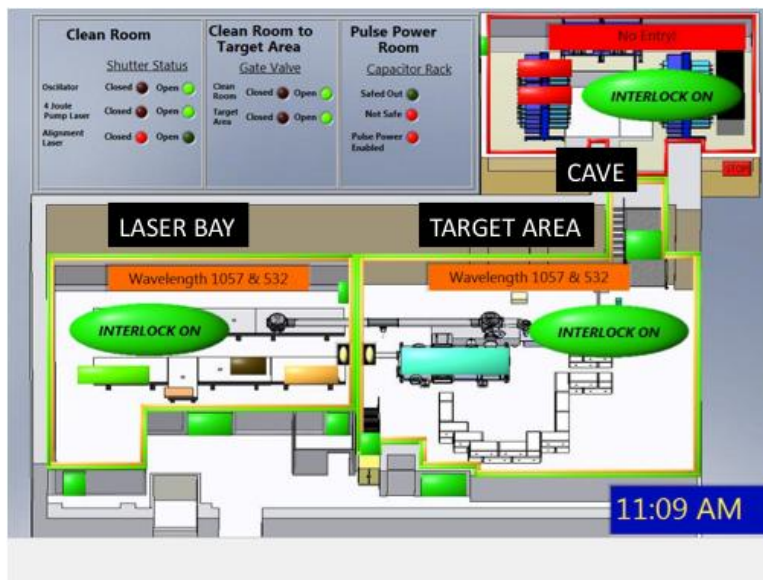 Clean Room
Shutter Status
Oscillator Closed Open
4 Joule
Pump Laser Closed Open
Alignment
Laser Closed Open
Clean Room to
Target Area
Gate Valve
Clean
Room Closed Open
Target
Area Closed Open
Pulse Power
Room
Capacitor Rack
Safed Out
Not Safe
Pulse Power
Enabled
No Entry!
INTERLOCK ON
STOP
CAVE
LASER BAY
TARGET AREA
Wavelength 1057 & 532
Wavelength 1057 & 532
INTERLOCK ON
INTERLOCK ON
11:09 AM